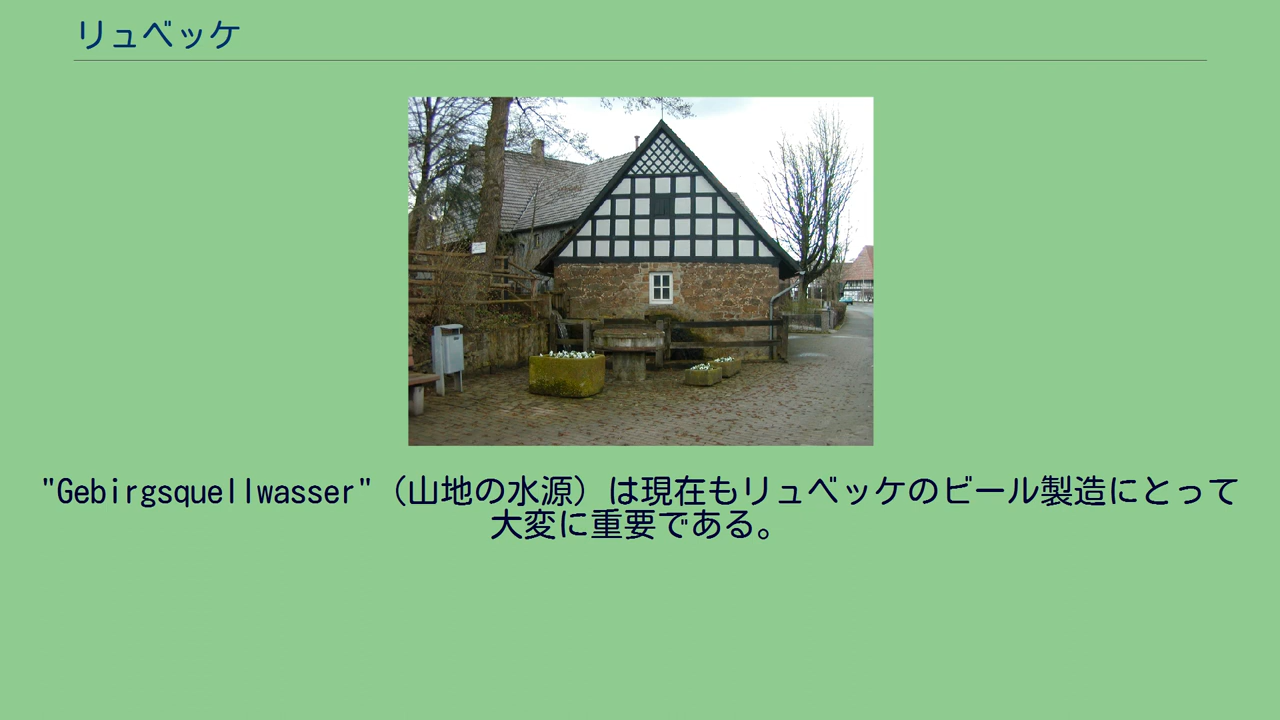 リュベッケ
"Gebirgsquellwasser"（山地の水源）は現在もリュベッケのビール製造にとって
大変に重要である。